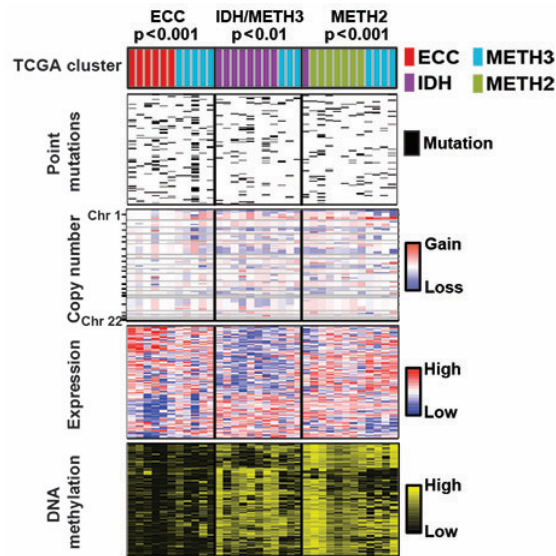 ECC IDH/METH3 METH2
p<0.001 p<0.01 p<0.001
TCGA cluster
ECC METH3
IDH METH2
Point
mutations
Mutation
Chr 1
Copy number
Gain
Loss
Chr 22
Expression
High
Low
DNA
methylation
High
Low